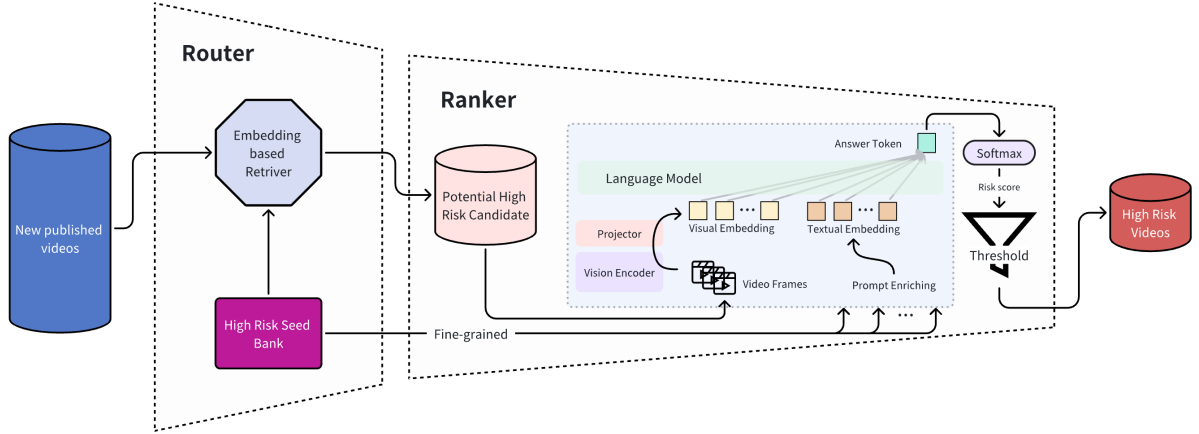 Router
Ranker
New published
videos
Embedding
based
Retriver
High Risk Seed
Bank
Potential High
Risk Candidate
Fine-grained
Answer Token
Language Model
Projector
Vision Encoder
...
...
Visual Embedding
Textual Embedding
Video Frames
Prompt Enriching
...
Softmax
Risk score
Threshold
High Risk
Videos